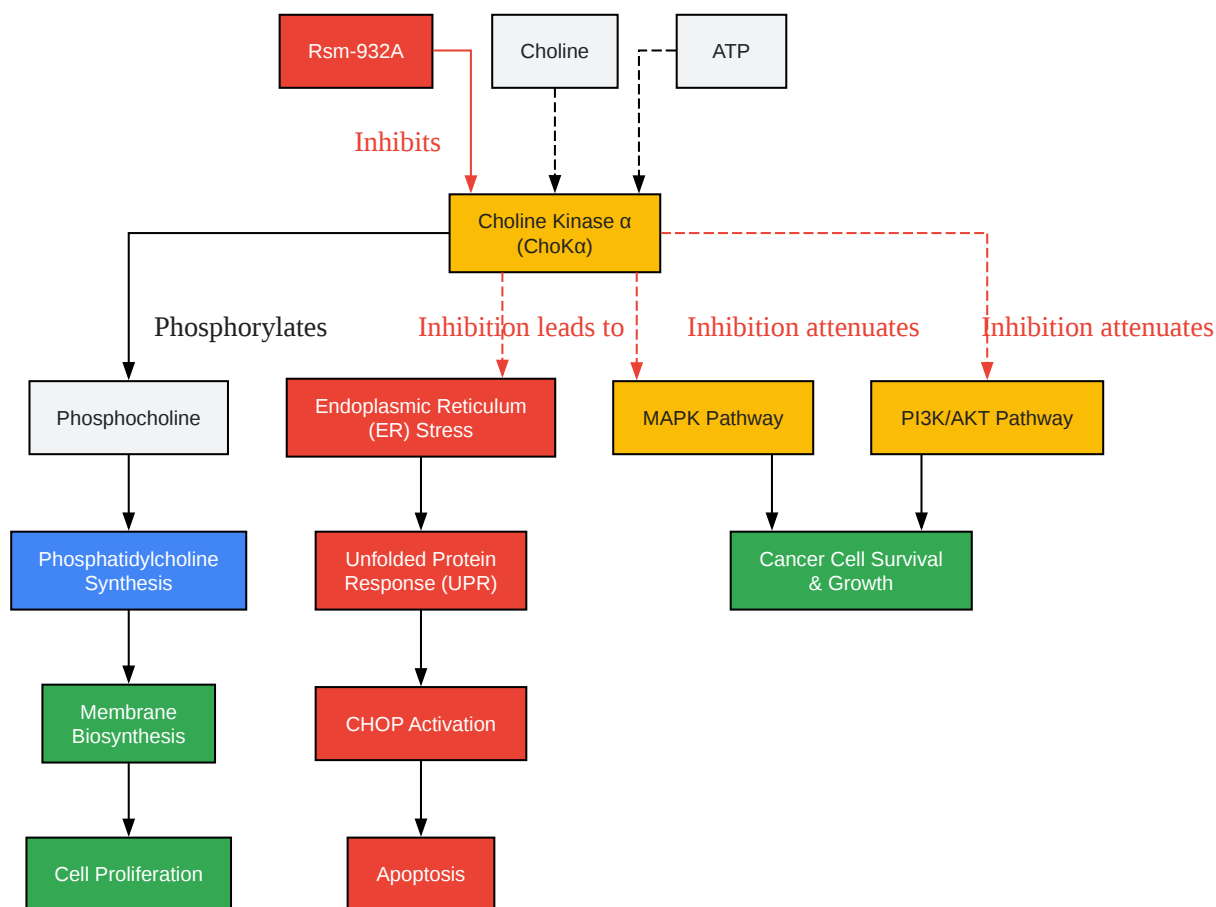 Rsm-932A
Choline
ATP
Inhibits
Choline Kinase α
(ChoKα)
Phosphorylates
Inhibition leads to
Inhibition attenuates
Inhibition attenuates
Phosphocholine
Endoplasmic Reticulum
(ER) Stress
MAPK Pathway
PI3K/AKT Pathway
Phosphatidylcholine
Synthesis
Unfolded Protein
Response (UPR)
Cancer Cell Survival
& Growth
Membrane
Biosynthesis
CHOP Activation
Cell Proliferation
Apoptosis